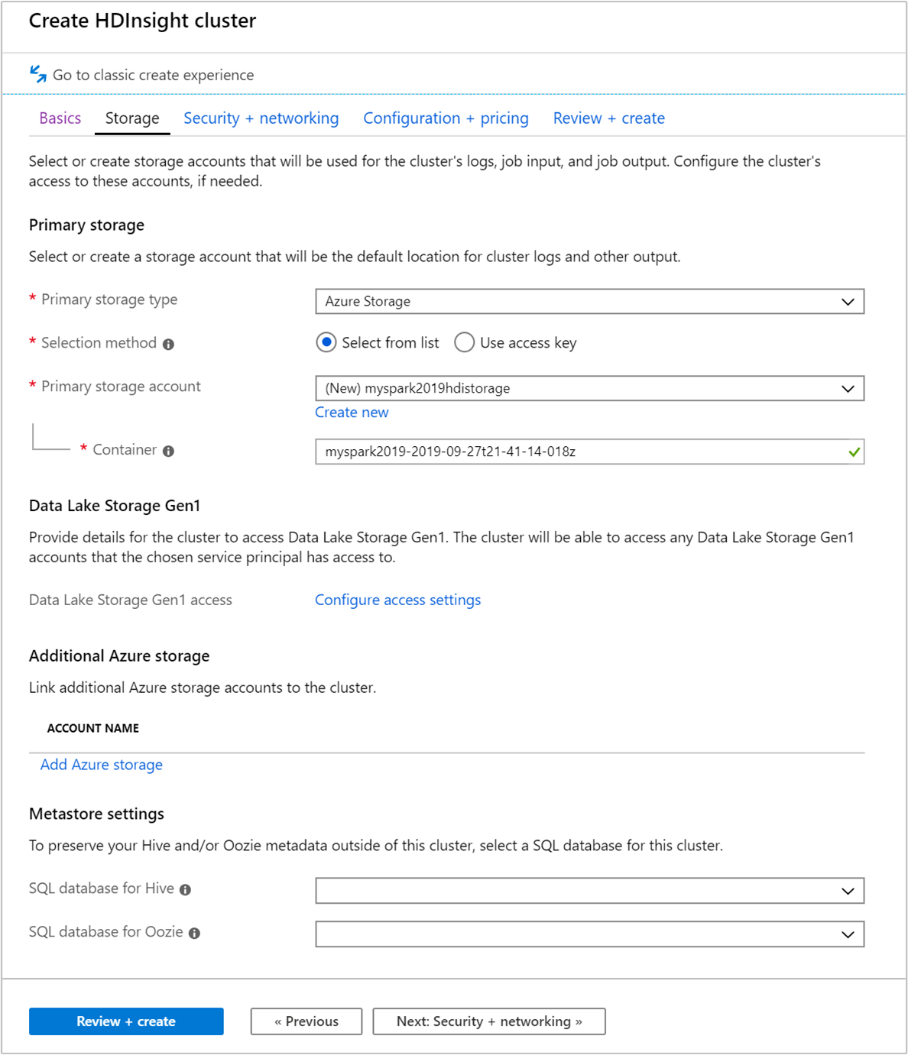 Create HDInsight cluster
Go to classic create experience
Basics Storage Security + networking Configuration + pricing Review + create
Select or create storage accounts that will be used for the cluster's logs, job input, and job output. Configure the cluster's
access to these accounts, if needed.
Primary storage
Select or create a storage account that will be the default location for cluster logs and other output.
* Primary storage type Azure Storage
* Selection method Select from list Use access key
* Primary storage account (New) myspark2019hdistorage
Create new
* Container myspark2019-2019-09-27t21-41-14-018z
Data Lake Storage Gen1
Provide details for the cluster to access Data Lake Storage Gen1. The cluster will be able to access any Data Lake Storage Gen1
accounts that the chosen service principal has access to.
Data Lake Storage Gen1 access Configure access settings
Additional Azure storage
Link additional Azure storage accounts to the cluster.
ACCOUNT NAME
Add Azure storage
Metastore settings
To preserve your Hive and/or Oozie metadata outside of this cluster, select a SQL database for this cluster.
SQL database for Hive
SQL database for Oozie
Review + create « Previous Next: Security + networking »